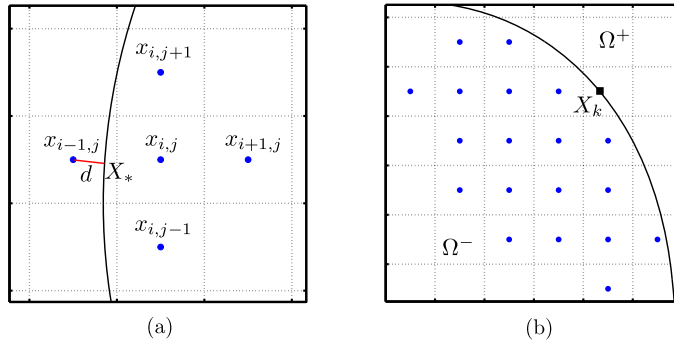 x_{i,j+1}
x_{i-1,j} x_{i,j} x_{i+1,j}
d X_*
x_{i,j-1}
(a)
Ω^+
X_k
Ω^-
(b)